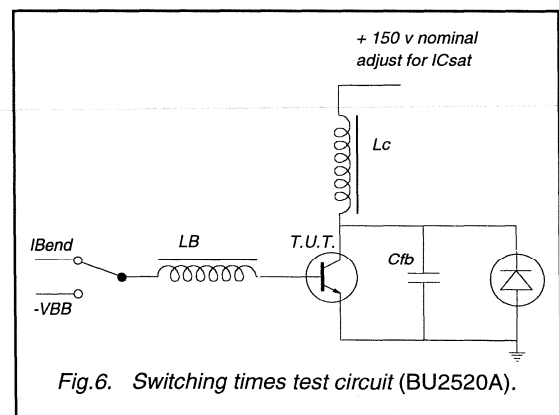 + 150 v nominal
adjust for ICsat
Lc
IBend
LB
T.U.T.
Cfb
-VBB
Fig.6. Switching times test circuit (BU2520A).